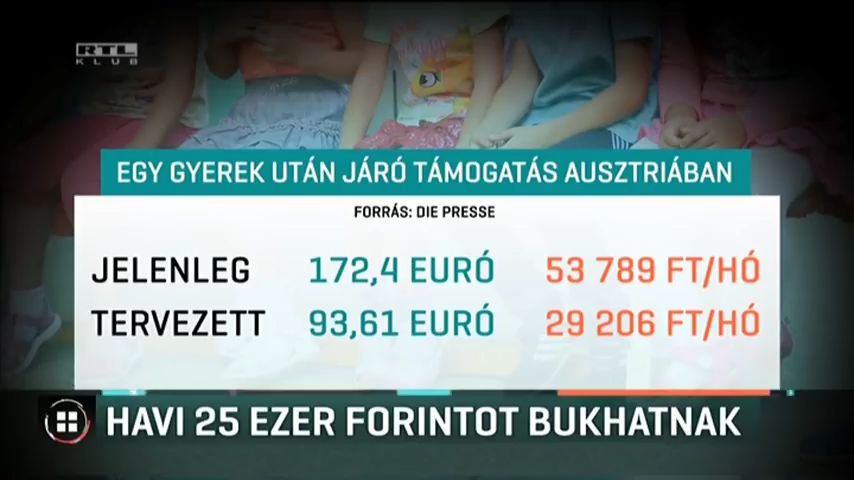 RTL
KLUB
EGY GYEREK UTÁN JÁRÓ TÁMOGATÁS AUSZTRIÁBAN
FORRÁS: DIE PRESSE
JELENLEG 172,4 EURÓ 53 789 FT/HÓ
TERVEZETT 93,61 EURÓ 29 206 FT/HÓ
HAVI 25 EZER FORINTOT BUKHATNAK